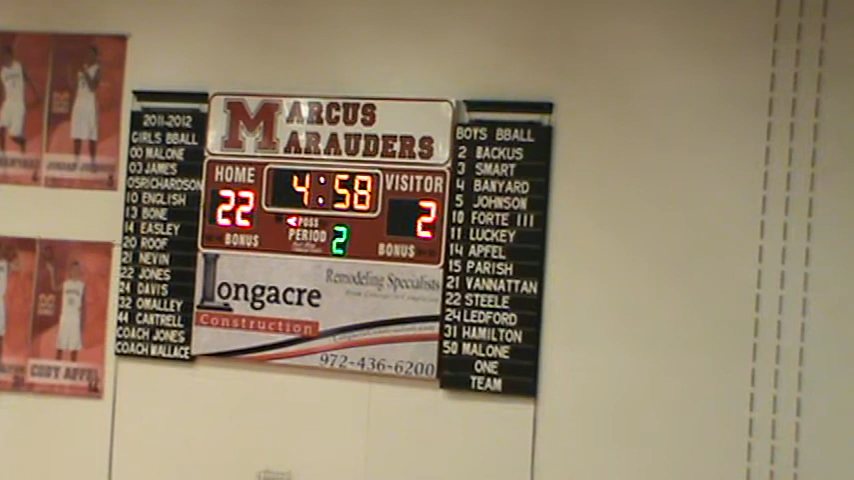 2011-2012
GIRLS BBALL
00 MALONE
03 JAMES
05RICHARDSON
10 ENGLISH
13 BONE
14 EASLEY
20 ROOF
21 NEVIN
22 JONES
24 DAVIS
32 OMALLEY
44 CANTRELL
COACH JONES
COACH WALLACE
MARCUS
MARAUDERS
HOME
22
4:58
VISITOR
2
POSS
PERIOD
2
BONUS
BONUS
Longacre
Construction
Remodeling Specialists
972-436-6200
BOYS BBALL
2 BACKUS
3 SMART
4 BANYARD
5 JOHNSON
10 FORTE III
11 LUCKEY
14 APFEL
15 PARISH
21 VANNATTAN
22 STEELE
24 LEDFORD
31 HAMILTON
50 MALONE
ONE
TEAM
CODY APFEL